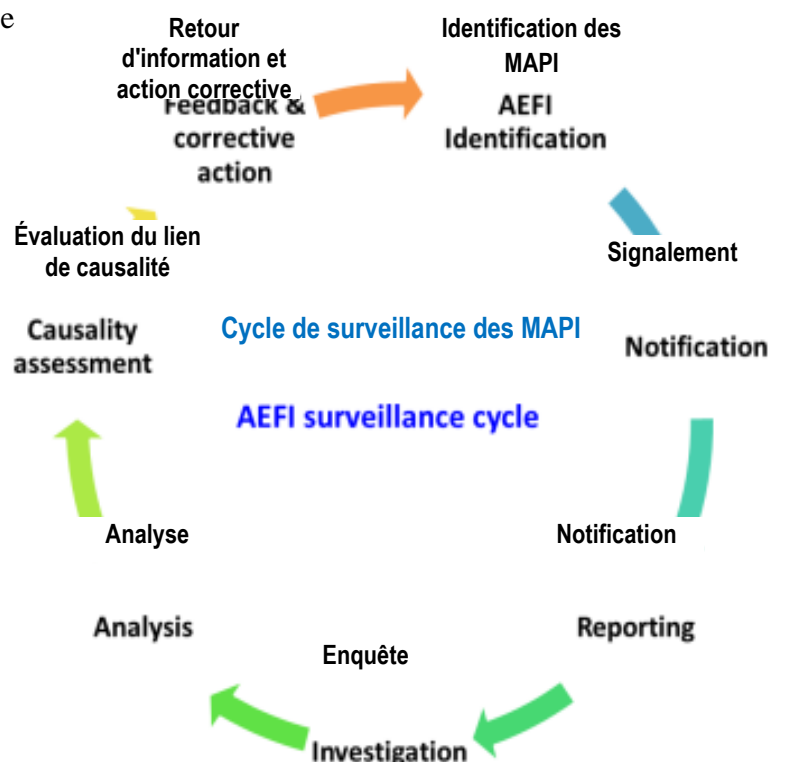 e
Retour
d'information et
action corrective
Feedback &
corrective
action
Identification des
MAPI
AEFI
Identification
Signalement
Notification
Notification
Reporting
Enquête
Investigation
Analyse
Analysis
Évaluation du lien
de causalité
Causality
assessment
Cycle de surveillance des MAPI
AEFI surveillance cycle